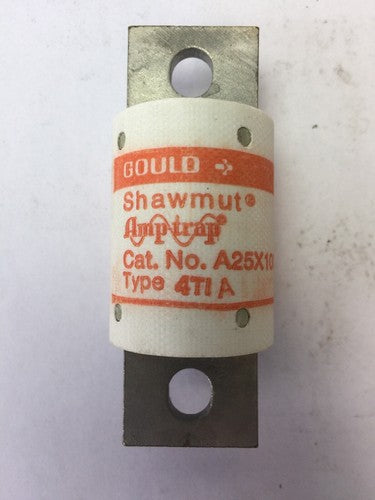 GOULD
Shawmut®
Amp-trap®
Cat. No. A25X10
Type 4TI A